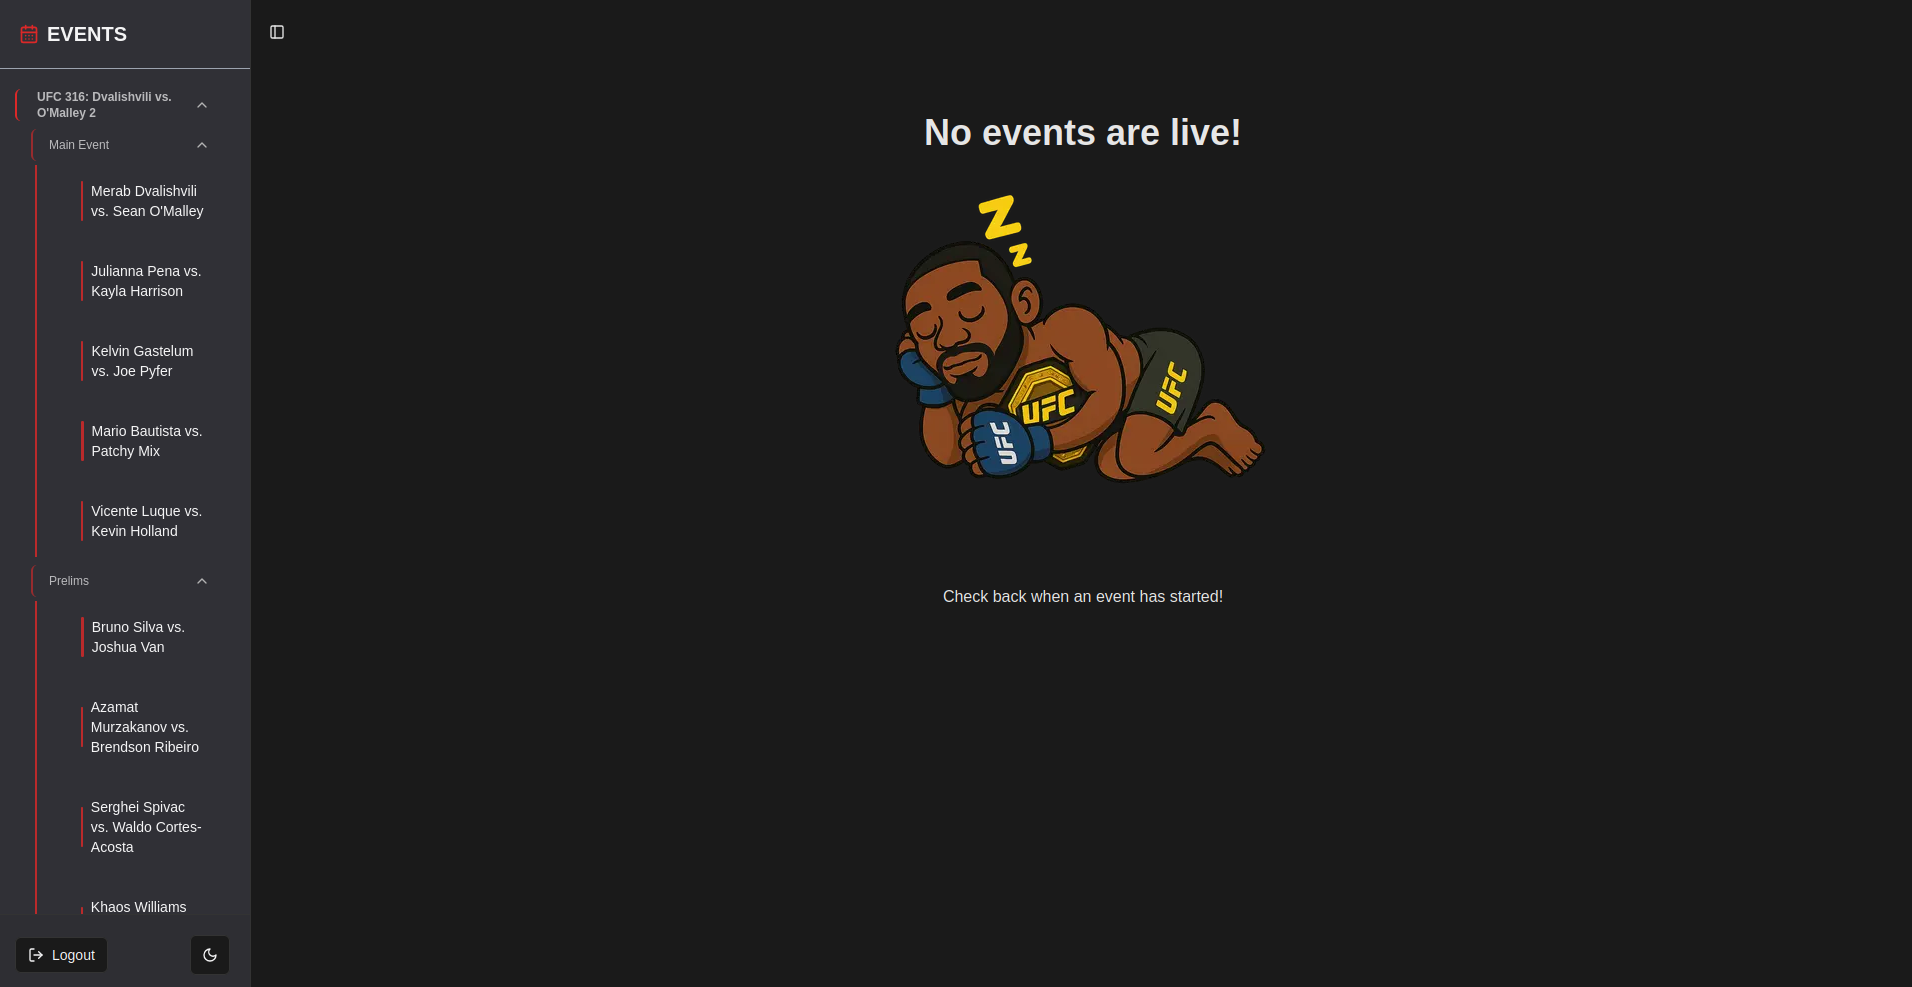 EVENTS
UFC 316: Dvalishvili vs.
O'Malley 2
Main Event
Merab Dvalishvili
vs. Sean O'Malley
Julianna Pena vs.
Kayla Harrison
Kelvin Gastelum
vs. Joe Pyfer
Mario Bautista vs.
Patchy Mix
Vicente Luque vs.
Kevin Holland
Prelims
Bruno Silva vs.
Joshua Van
Azamat
Murzakanov vs.
Brendson Ribeiro
Serghei Spivac
vs. Waldo Cortes-
Acosta
Khaos Williams
Logout
No events are live!
Z
Z
UFC
UFC
UFC
Check back when an event has started!